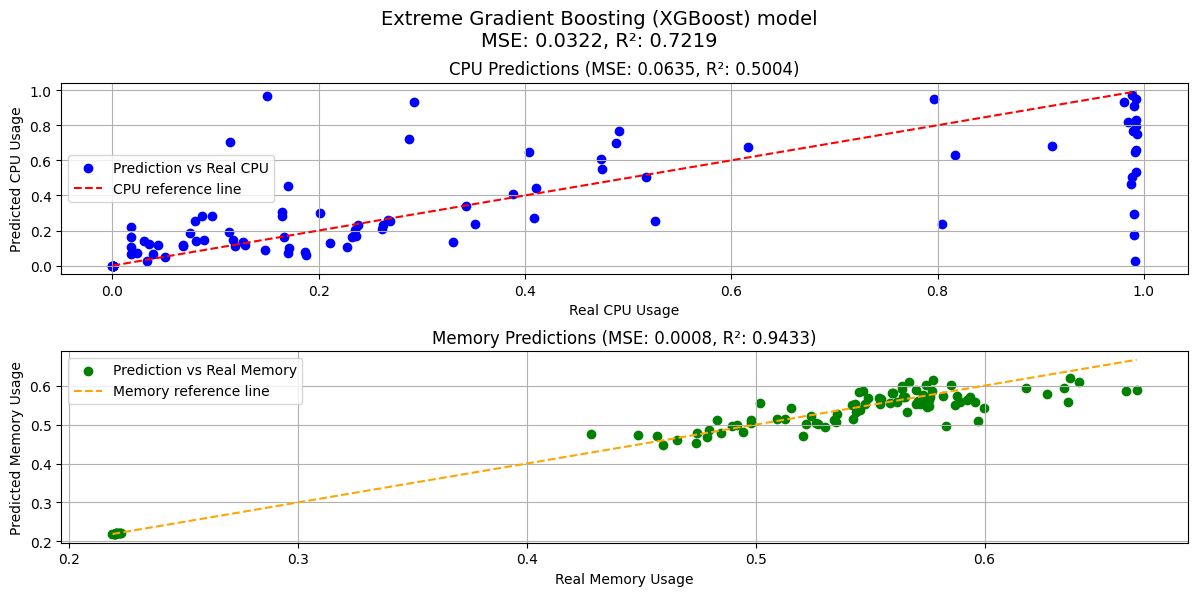 Extreme Gradient Boosting (XGBoost) model
MSE: 0.0322, R²: 0.7219
CPU Predictions (MSE: 0.0635, R²: 0.5004)
Predicted CPU Usage
1.0
0.8
0.6
0.4
0.2
0.0
Prediction vs Real CPU
CPU reference line
0.0 0.2 0.4 0.6 0.8 1.0
Real CPU Usage
Memory Predictions (MSE: 0.0008, R²: 0.9433)
Predicted Memory Usage
0.6
0.5
0.4
0.3
0.2
Prediction vs Real Memory
Memory reference line
0.2 0.3 0.4 0.5 0.6
Real Memory Usage